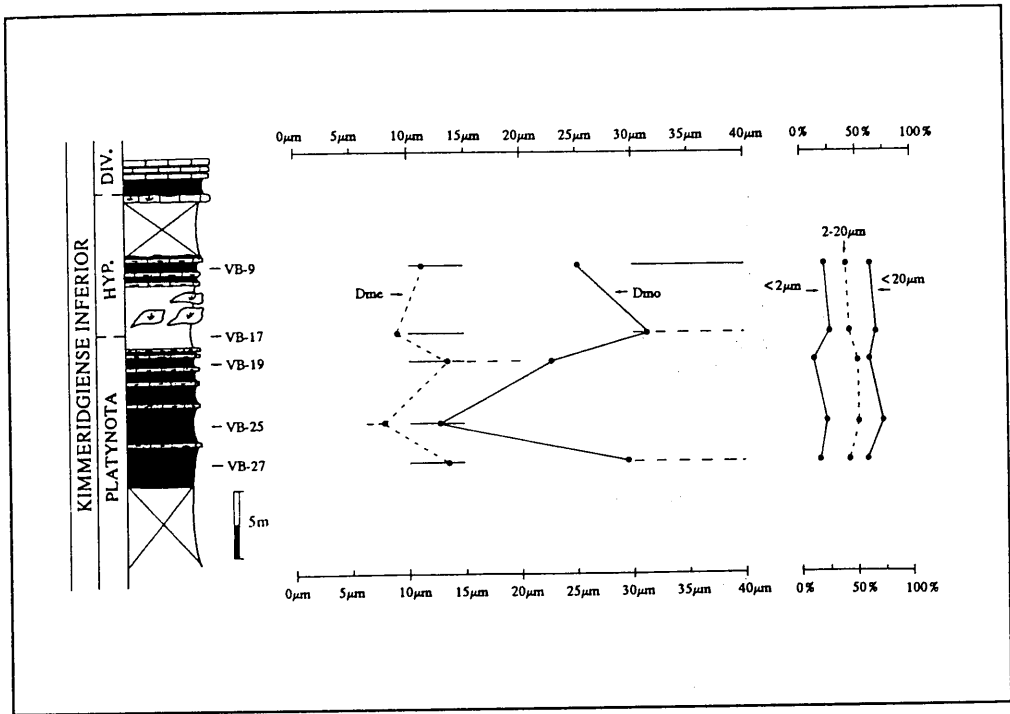 0µm 5µm 10µm 15µm 20µm 25µm 30µm 35µm 40µm
0% 50% 100%
KIMMERIDGIENSE INFERIOR
DIV.
HYP.
PLATYNOTA
VB-9
VB-17
VB-19
VB-25
VB-27
5m
Dme
Dmo
2-20µm
<2µm
<20µm
0µm 5µm 10µm 15µm 20µm 25µm 30µm 35µm 40µm
0% 50% 100%